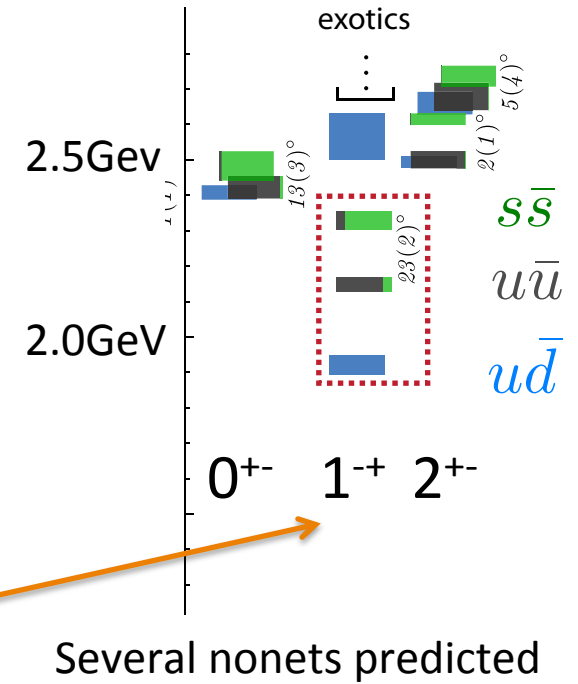 exotics
2.5Gev
13(3)°
5(4)°
2(1)°
23(2)°
ss̄
uū
ud̄
2.0GeV
0⁺⁻ 1⁻⁺ 2⁺⁻
Several nonets predicted